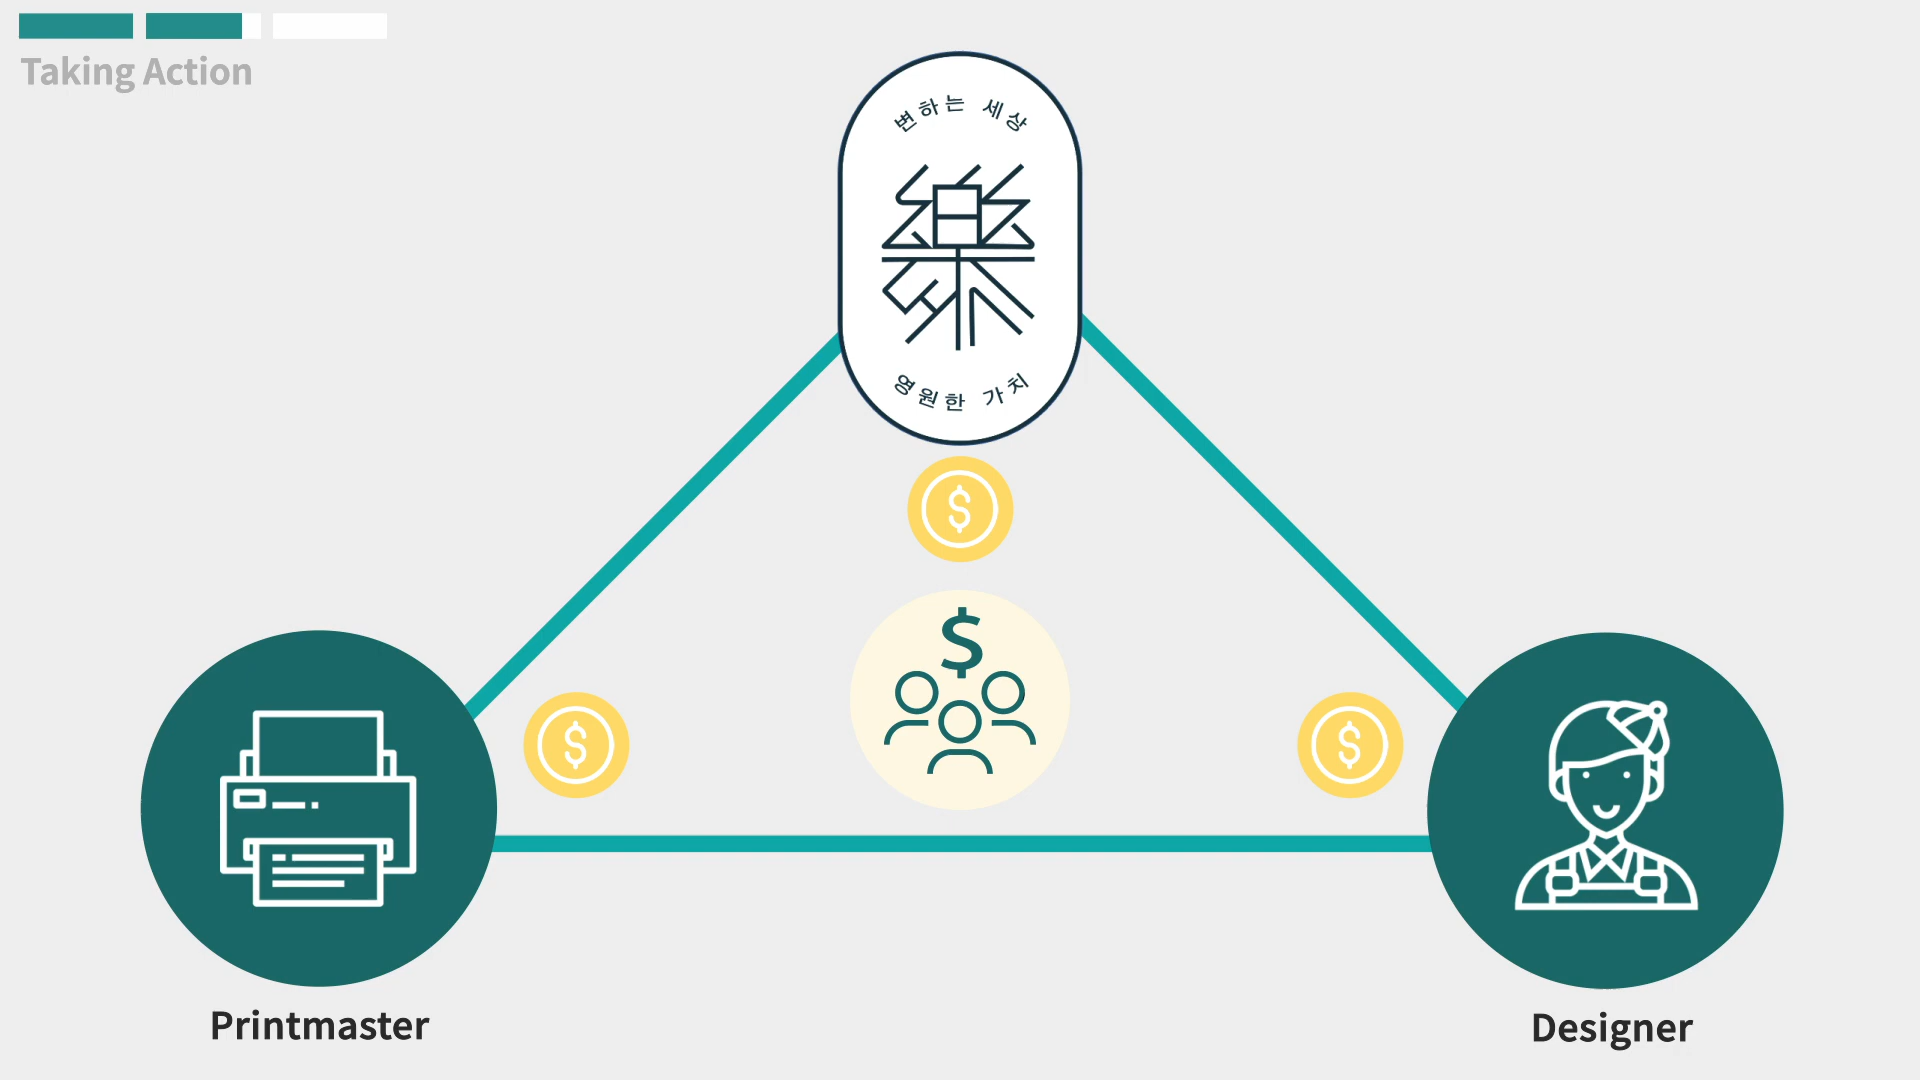 Taking Action
변하는 세상
樂
영원한 가치
$
$
$
$
Printmaster
Designer